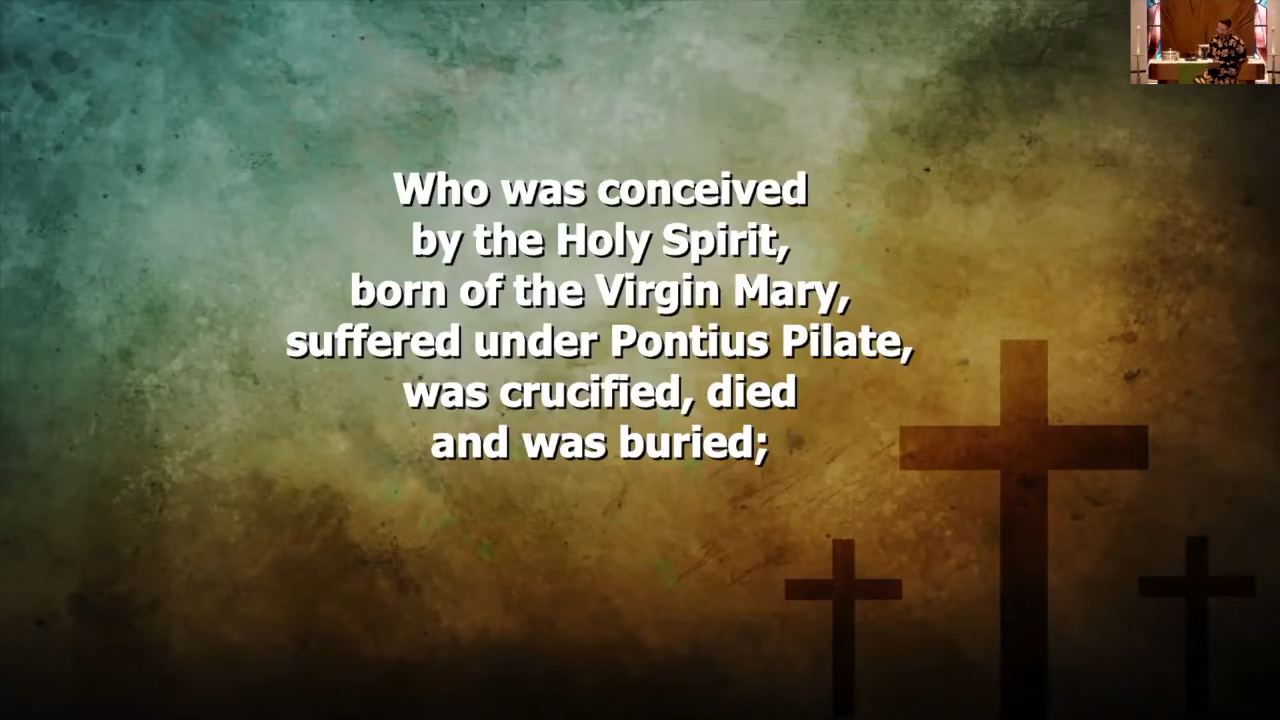 Who was conceived
by the Holy Spirit,
born of the Virgin Mary,
suffered under Pontius Pilate,
was crucified, died
and was buried;